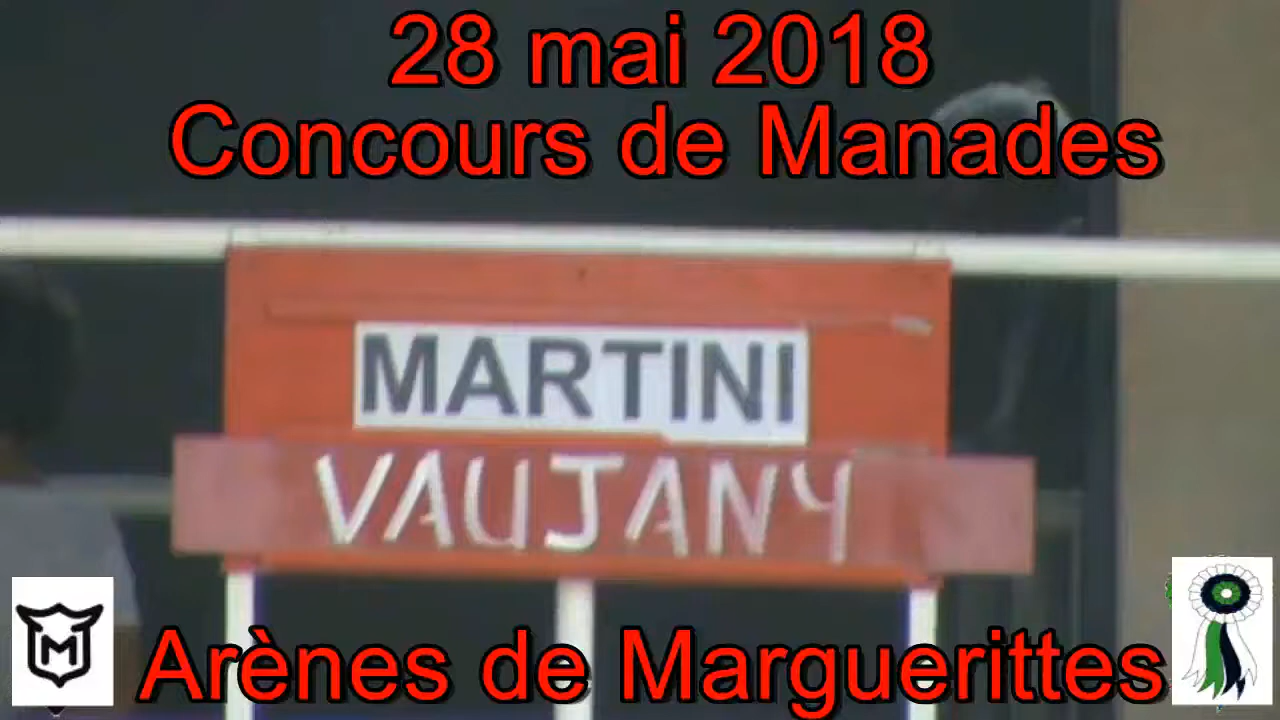 28 mai 2018
Concours de Manades
MARTINI
VAUJANY
M
Arènes de Marguerittes